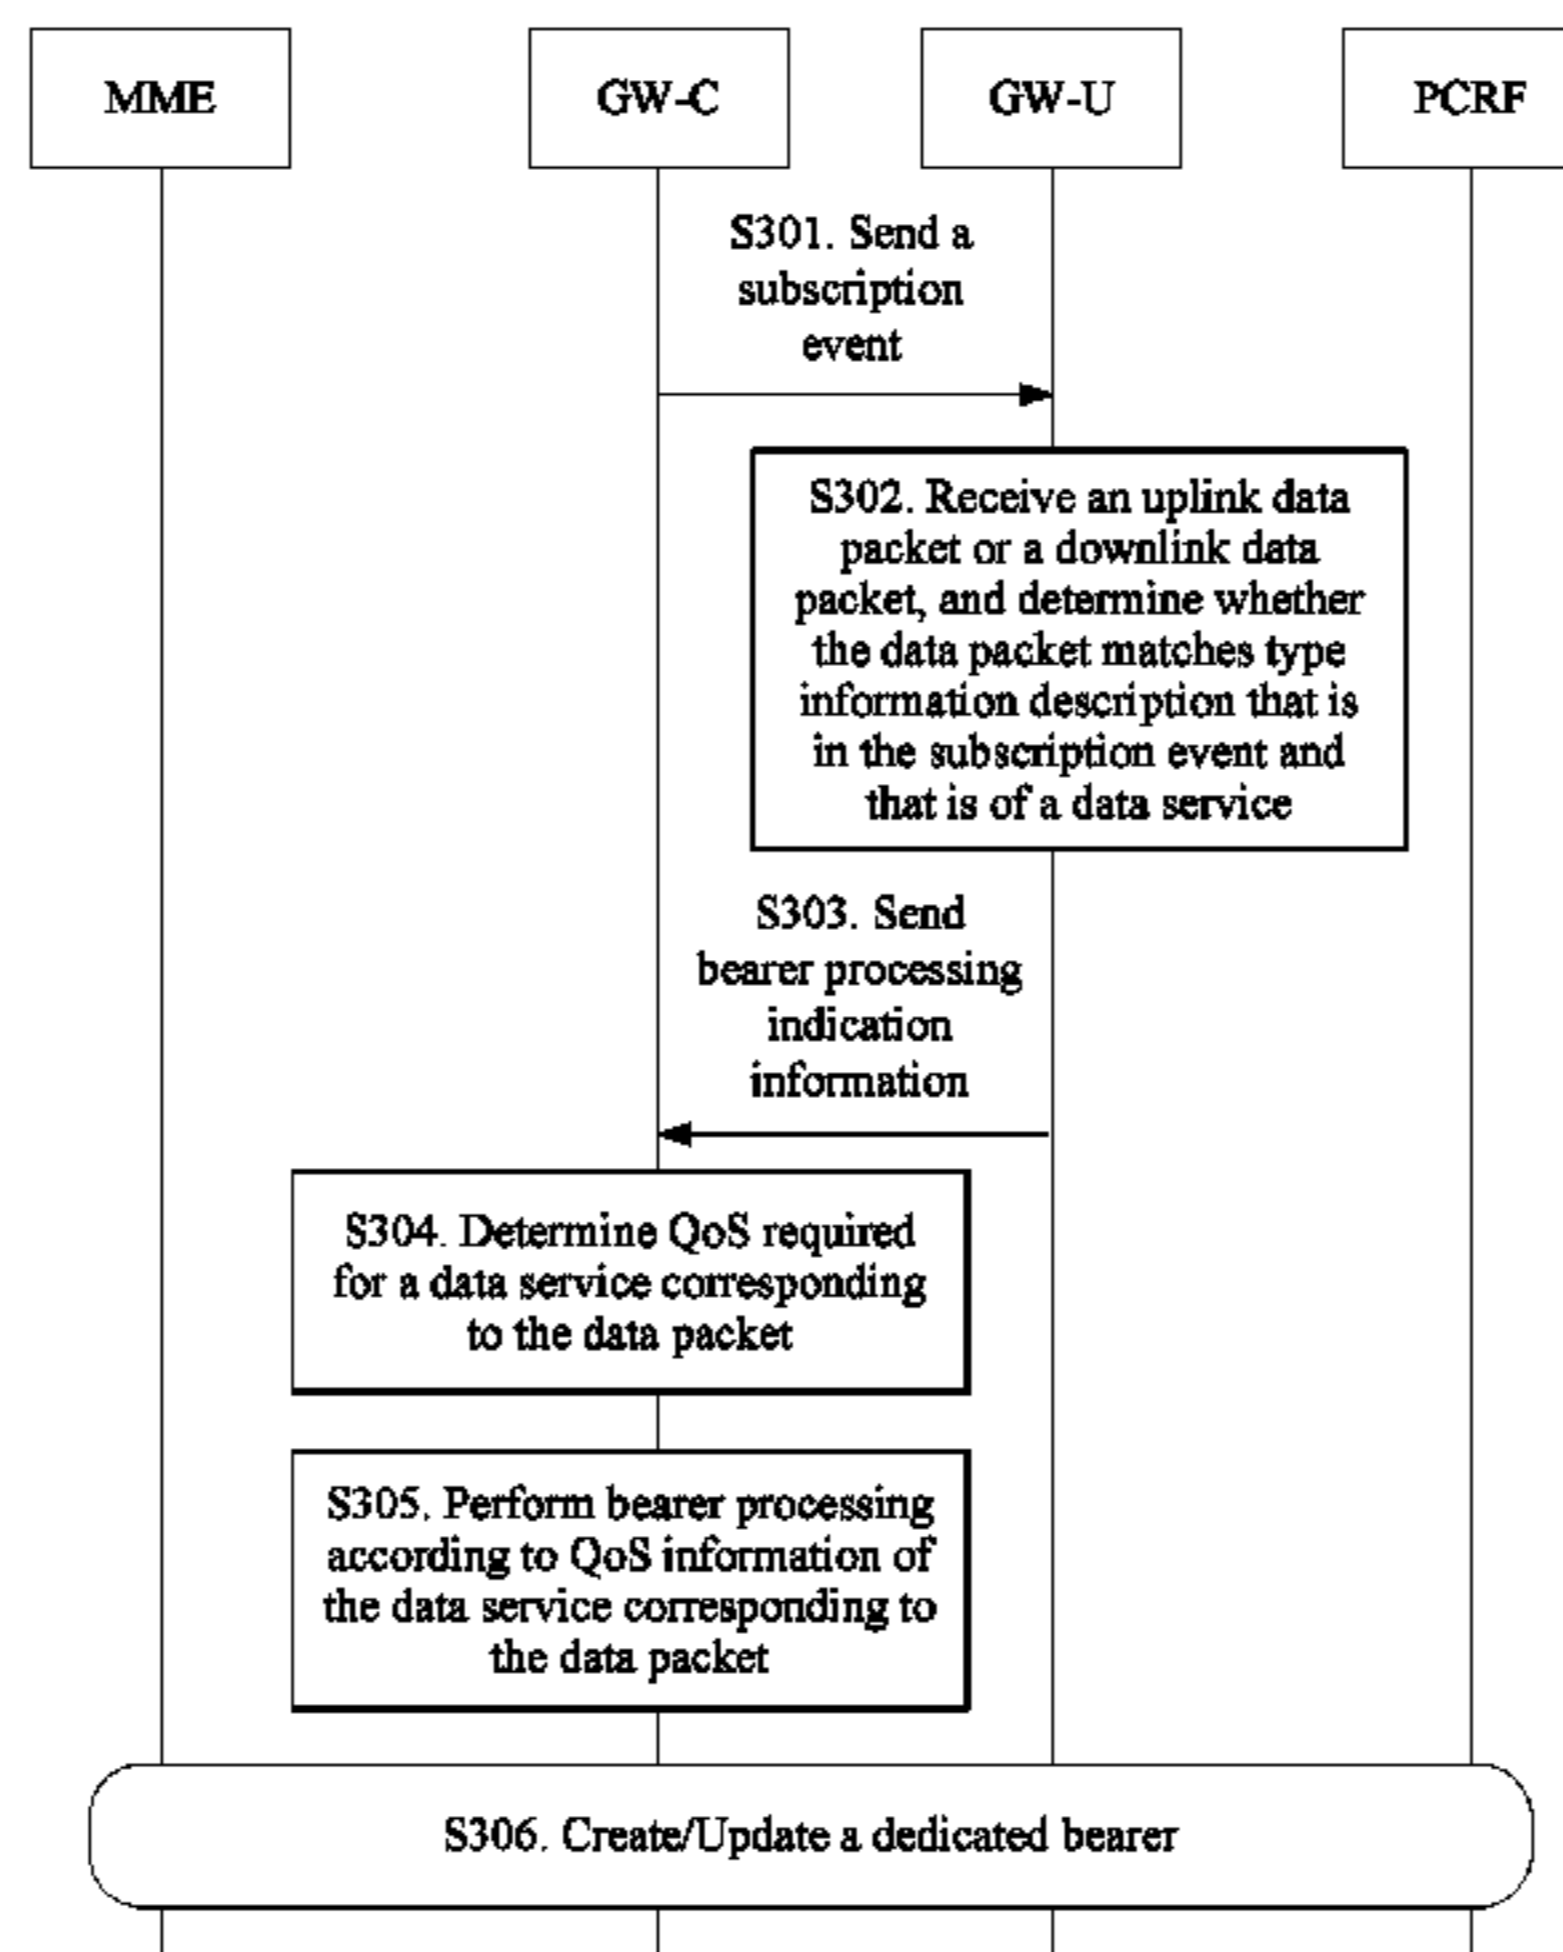 MME
GW-C
GW-U
PCRF
S301. Send a
subscription
event
S302. Receive an uplink data
packet or a downlink data
packet, and determine whether
the data packet matches type
information description that is
in the subscription event and
that is of a data service
S303. Send
bearer processing
indication
information
S304. Determine QoS required
for a data service corresponding
to the data packet
S305. Perform bearer processing
according to QoS information of
the data service corresponding to
the data packet
S306. Create/Update a dedicated bearer